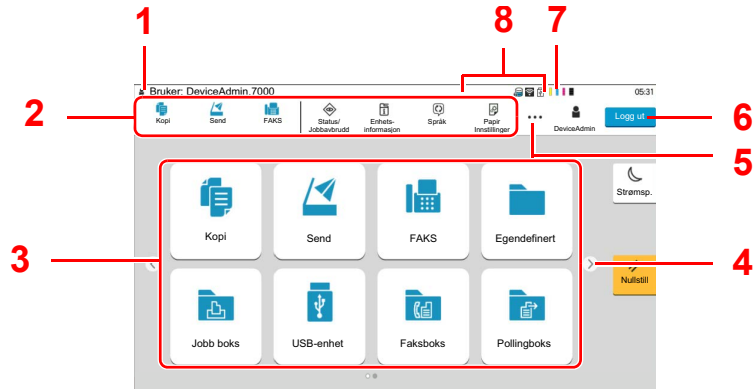 1
8
7
Bruker: DeviceAdmin.7000
05:31
2
Kopi
Send
FAKS
Status/
Jobbavbrudd
Enhets-
informasjon
Språk
Papir
Innstillinger
DeviceAdmin
Logg ut
6
5
Strømsp.
3
Kopi
Send
FAKS
Egendefinert
4
Nullstill
Jobb boks
USB-enhet
Faksboks
Pollingboks